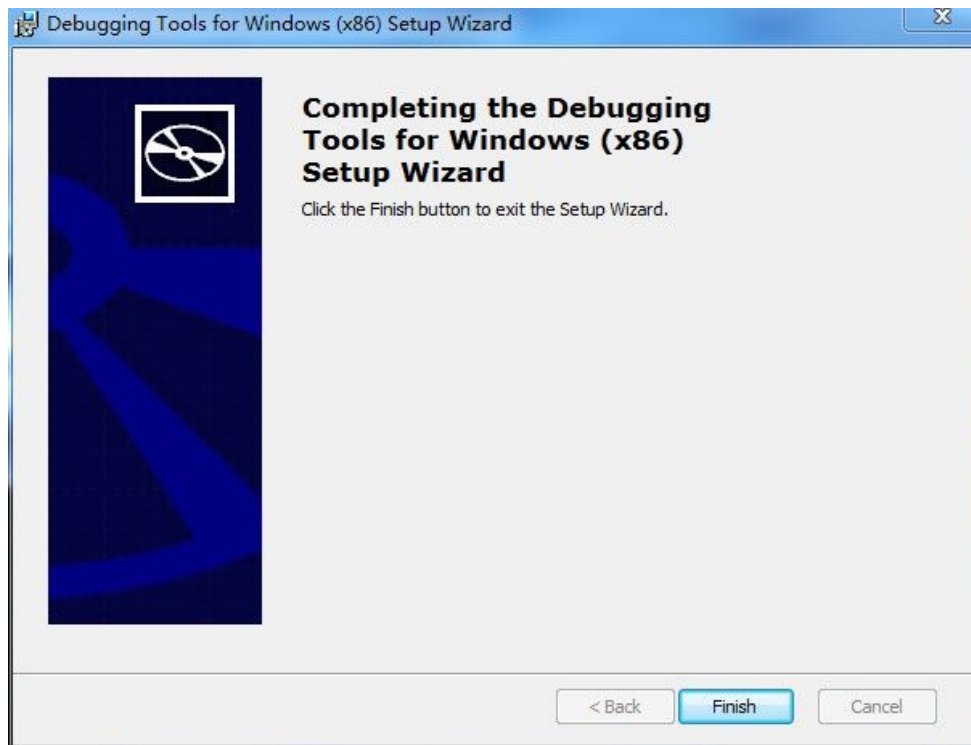 Debugging Tools for Windows (x86) Setup Wizard
Completing the Debugging
Tools for Windows (x86)
Setup Wizard
Click the Finish button to exit the Setup Wizard.
< Back
Finish
Cancel